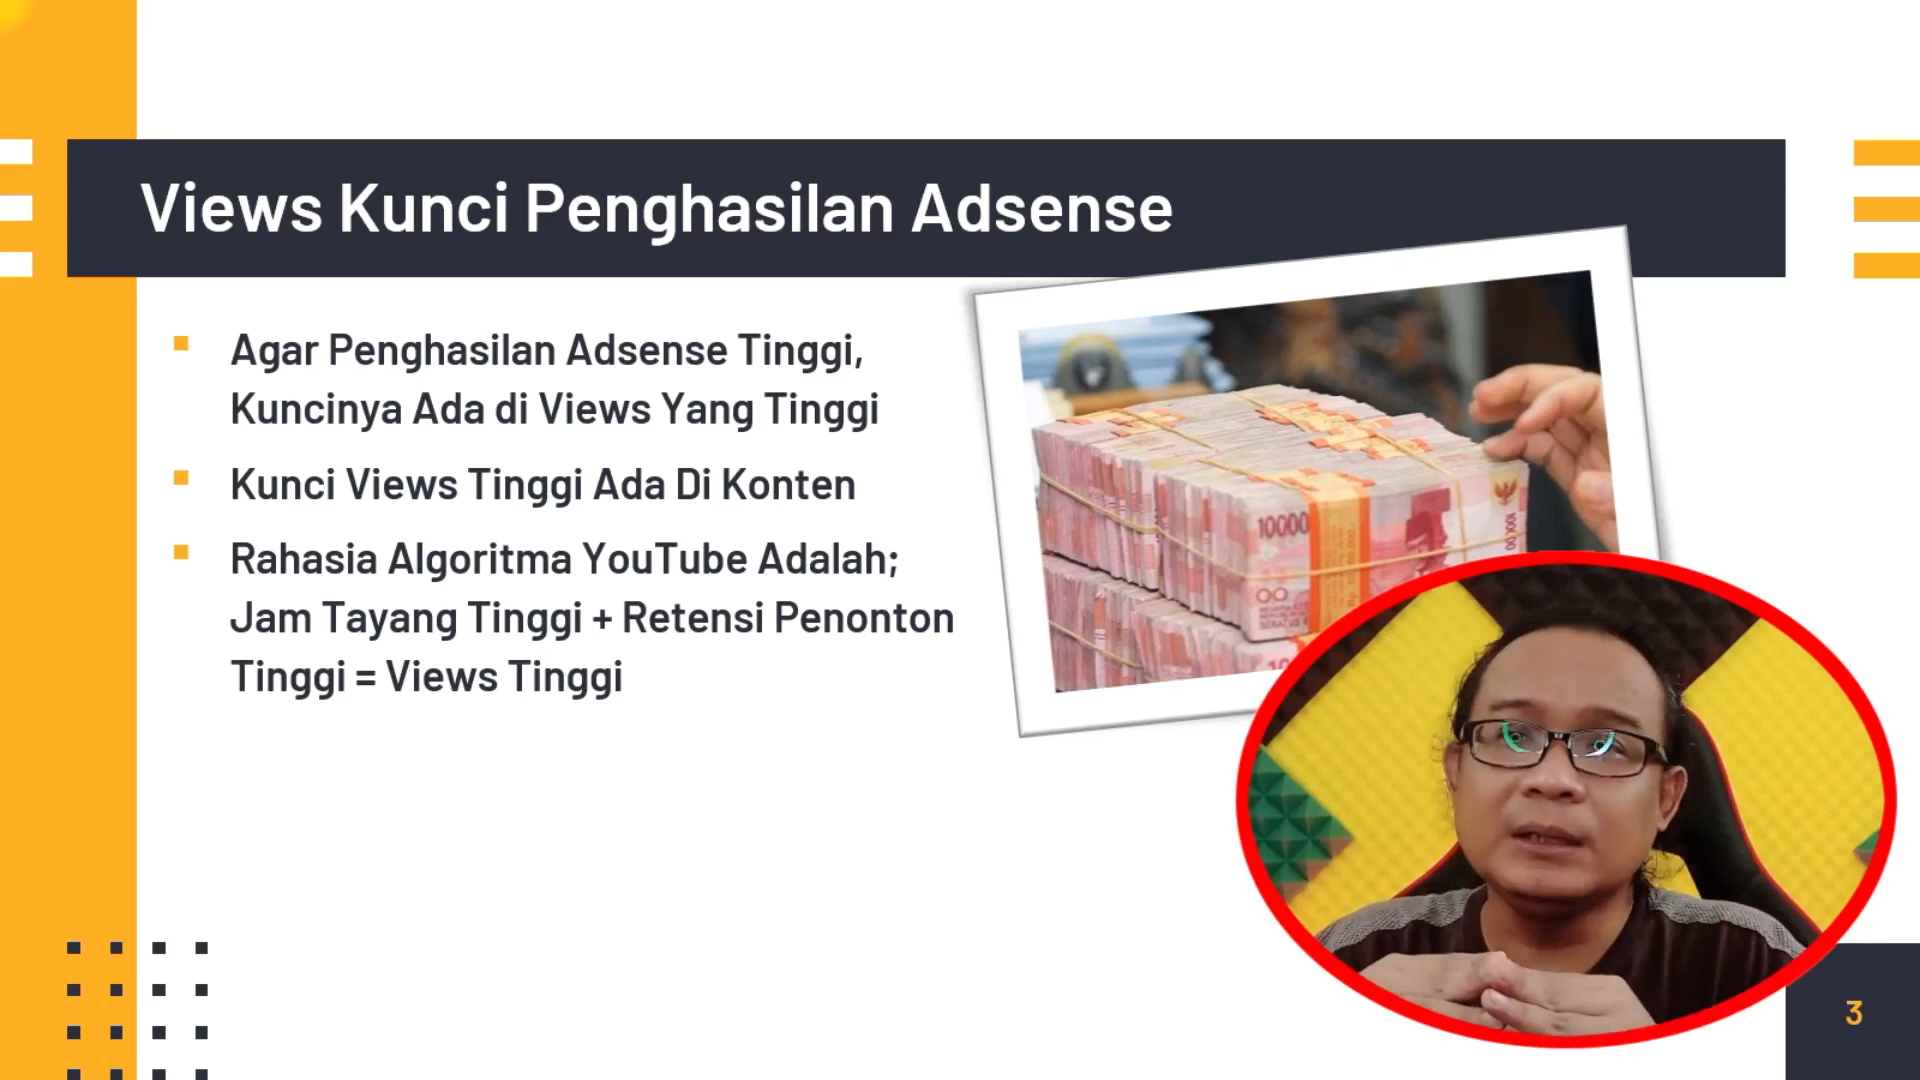 Views Kunci Penghasilan Adsense
Agar Penghasilan Adsense Tinggi,
Kuncinya Ada di Views Yang Tinggi
Kunci Views Tinggi Ada Di Konten
Rahasia Algoritma YouTube Adalah;
Jam Tayang Tinggi + Retensi Penonton
Tinggi = Views Tinggi
3